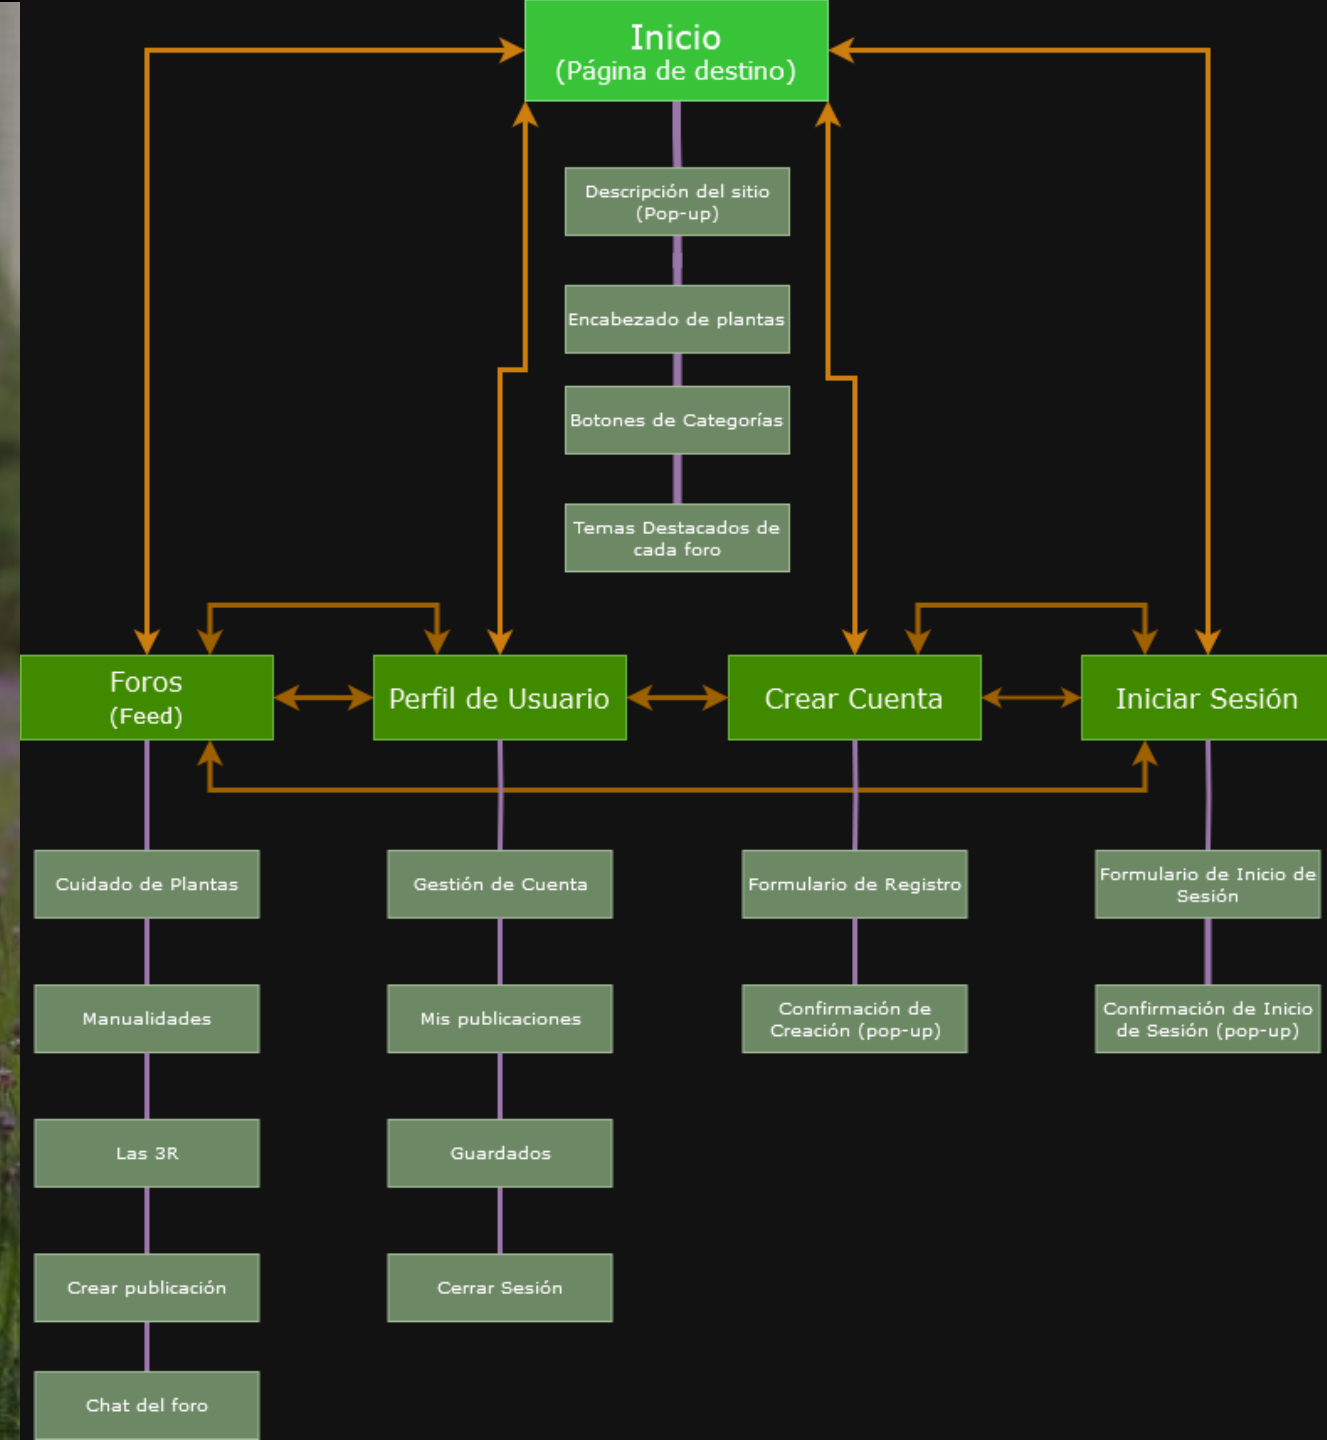 Inicio
(Página de destino)
Descripción del sitio
(Pop-up)
Encabezado de plantas
Botones de Categorías
Temas Destacados de
cada foro
Foros
(Feed)
Perfil de Usuario
Crear Cuenta
Iniciar Sesión
Cuidado de Plantas
Manualidades
Las 3R
Crear publicación
Chat del foro
Gestión de Cuenta
Mis publicaciones
Guardados
Cerrar Sesión
Formulario de Registro
Confirmación de
Creación (pop-up)
Formulario de Inicio de
Sesión
Confirmación de Inicio
de Sesión (pop-up)